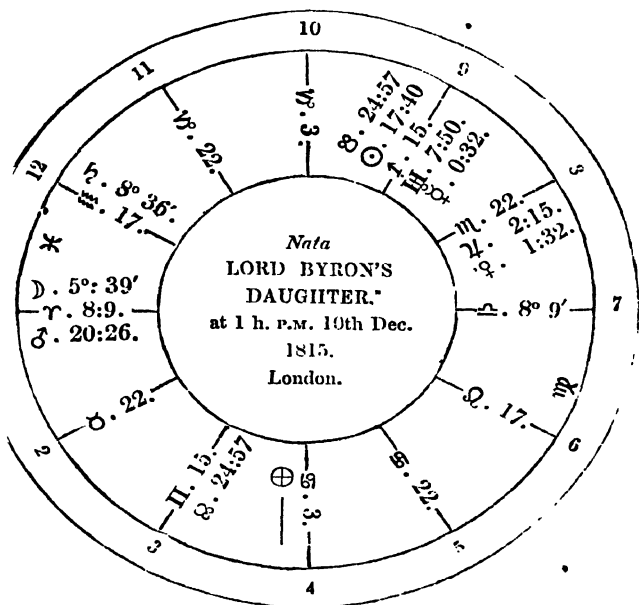 10
♑ . 3.
9
☋ . 24:57
☉ . 17:40
♐ . 15.
♅ 7:50.
☿ . 0:32.
8
♏ . 22.
♃ . 2:15.
♀ . 1:32.
7
♎ . 8° 9′
♍
6
♌ . 17.
5
♋ . 22.
4
♋ . 3.
⊕
3
♊ . 15.
☊ . 24:57
2
♉ . 22.
☽ . 5°: 39′
♈ . 8:9.
♂ . 20:26.
♓
12
♄ . 8° 36′.
♒ . 17.
11
♑ . 22.
Nata
LORD BYRON'S
DAUGHTER."
at 1 h. P.M. 10th Dec.
1815.
London.